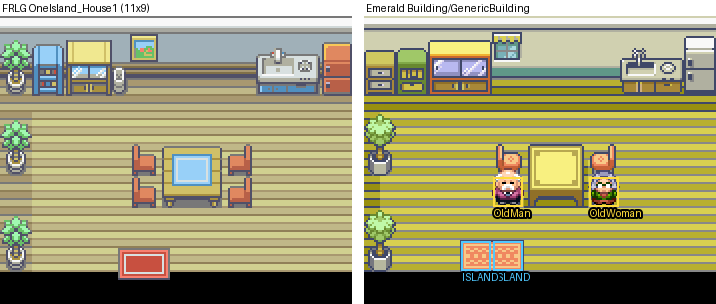 FRLG OneIsland_House1 (11x9)
Emerald Building/GenericBuilding
OldMan
OldWoman
ISLANDSLAND